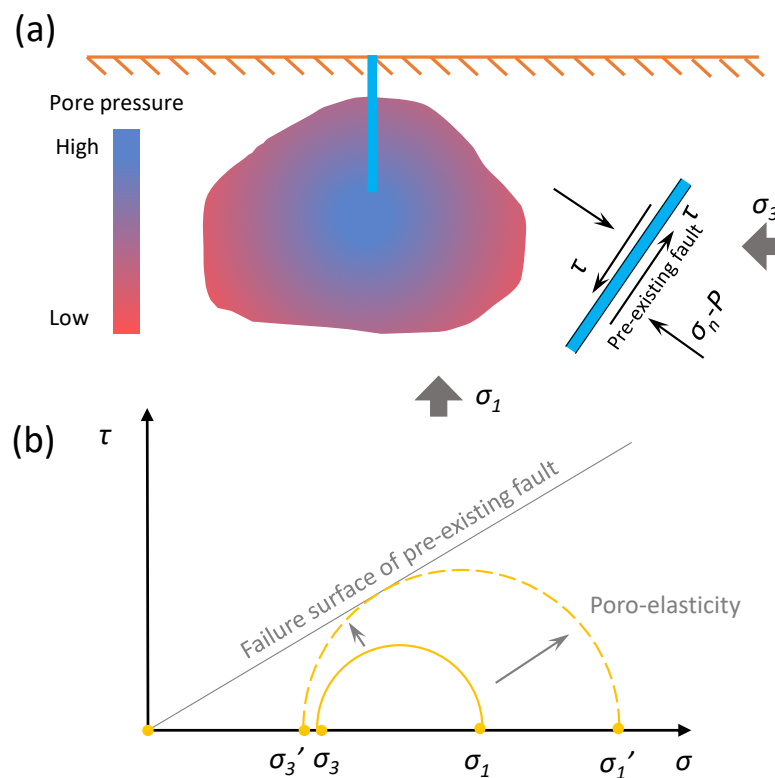 (a)
Pore pressure
High
Low
τ
τ
Pre-existing fault
σn-P
σ3
σ1
(b)
τ
Failure surface of pre-existing fault
Poro-elasticity
σ3’ σ3 σ1 σ1’ σ